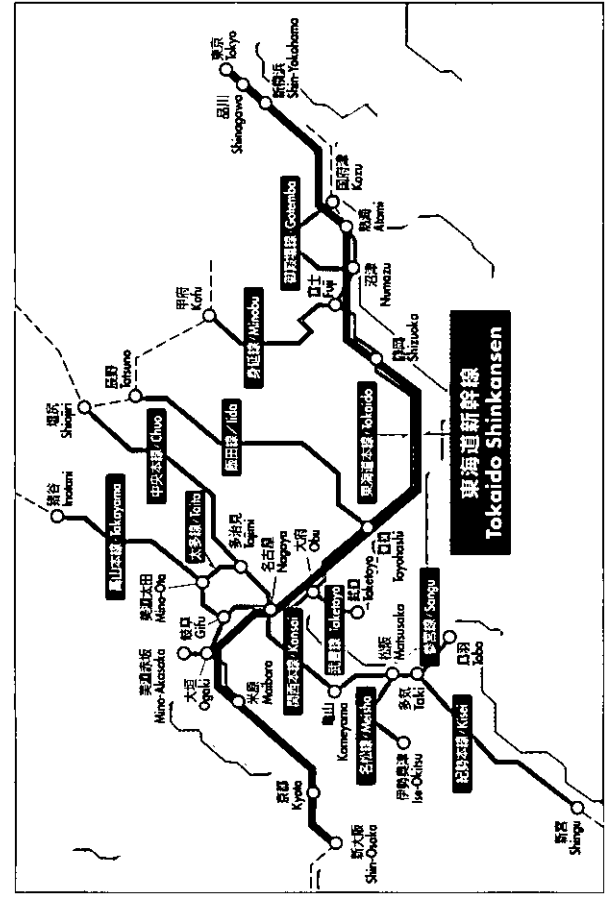 東京
Tokyo
品川
Shinagawa
新横浜
Shin-Yokohama
国府津
Kozu
御殿場線/Gotemba
熱海
Atami
沼津
Numazu
富士
Fuji
静岡
Shizuoka
甲府
Kofu
身延線/Minobu
辰野
Tatsuno
飯田線/Iida
塩尻
Shiojiri
中央本線/Chuo
東海道本線/Tokaido
東海道新幹線
Tokaido Shinkansen
猪谷
Inotani
高山本線/Takayama
太多線/Taita
多治見
Tajimi
美濃太田
Mino-Ota
名古屋
Nagoya
大府
Obu
豊橋
Toyohashi
武豊線/Taketoyo
武豊
Taketoyo
岐阜
Gifu
美濃赤坂
Mino-Akasaka
大垣
Ogaki
米原
Maibara
関西本線/Kansai
亀山
Kameyama
松阪
Matsusaka
参宮線/Sangu
鳥羽
Toba
多気
Taki
名松線/Meisho
伊勢奥津
Ise-Okitsu
紀勢本線/Kisei
新宮
Shingu
京都
Kyoto
新大阪
Shin-Osaka